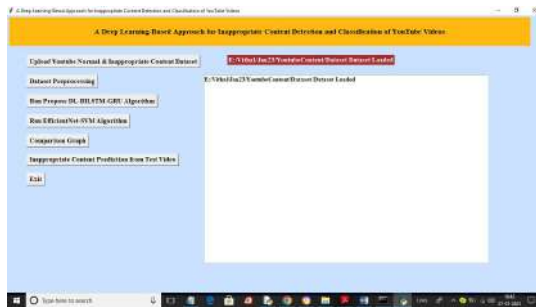 A Deep Learning-Based Approach for Inappropriate Content Detection and Classification of YouTube Videos
A Deep Learning-Based Approach for Inappropriate Content Detection and Classification of YouTube Videos
Upload Youtube Normal & Inappropriate Content Dataset
E:/Vithal/Jan23/YoutubeContent/Dataset Dataset Loaded
Dataset Preprocessing
E:/Vithal/Jan23/YoutubeContent/Dataset Dataset Loaded
Run Propose DL-BILSTM-GRU Algorithm
Run EfficientNet-SVM Algorithm
Comparison Graph
Inappropriate Content Prediction from Test Video
Exit
Type here to search